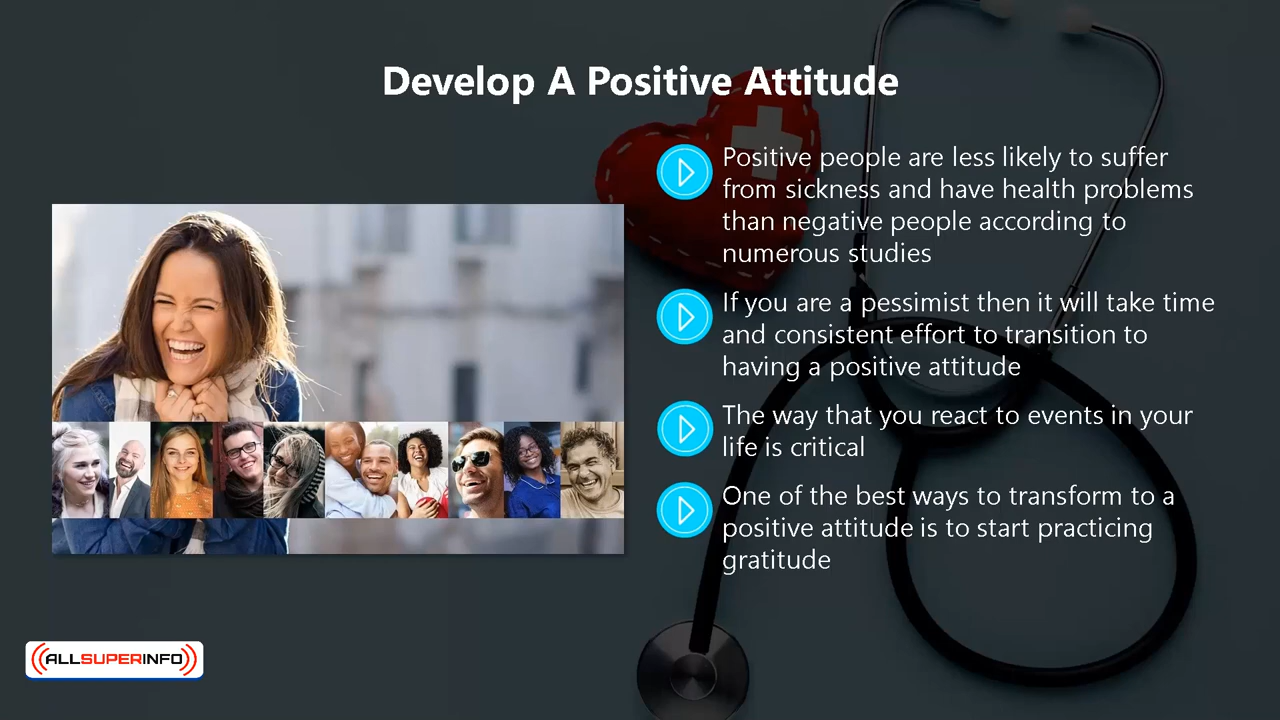 Develop A Positive Attitude
Positive people are less likely to suffer
from sickness and have health problems
than negative people according to
numerous studies
If you are a pessimist then it will take time
and consistent effort to transition to
having a positive attitude
The way that you react to events in your
life is critical
One of the best ways to transform to a
positive attitude is to start practicing
gratitude
ALLSUPERINFO